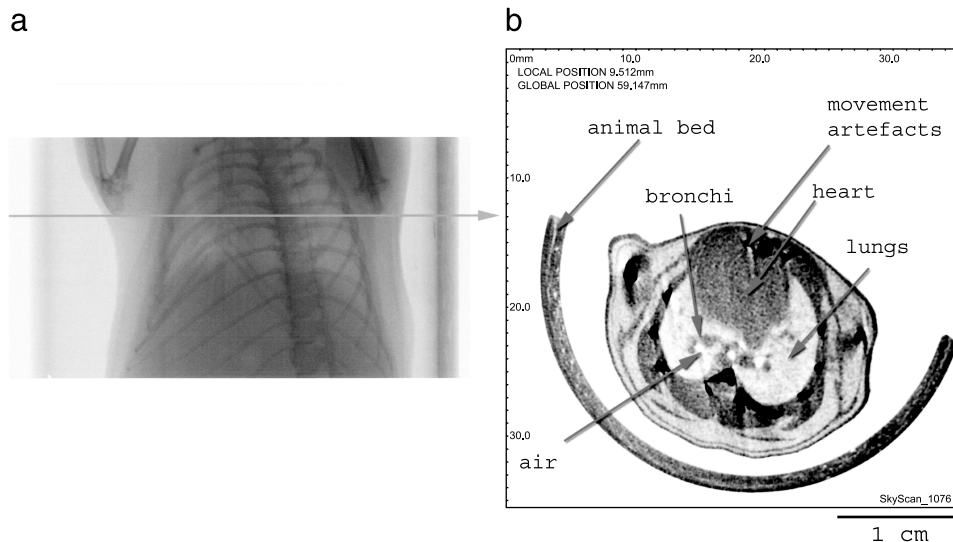 a
b
0mm 10.0 20.0 30.0
LOCAL POSITION 9.512mm
GLOBAL POSITION 59.147mm
movement
artefacts
animal bed
10.0
bronchi
heart
lungs
20.0
30.0
air
SkyScan_1076
1 cm